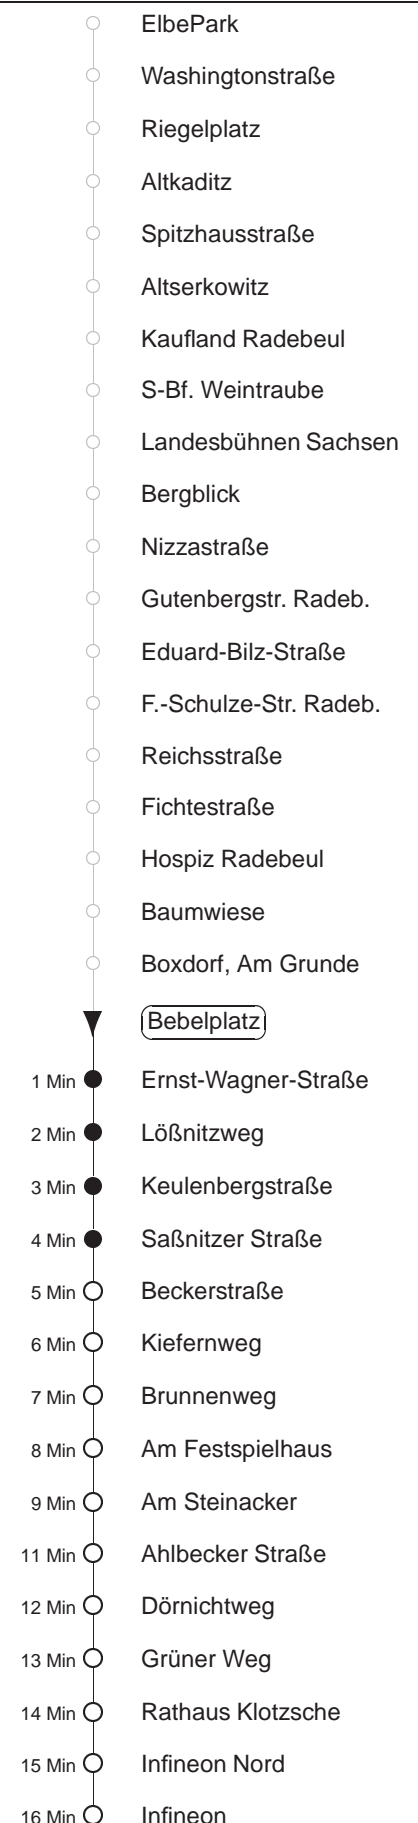 ElbePark
Washingtonstraße
Riegelplatz
Altkaditz
Spitzhausstraße
Altserkowitz
Kaufland Radebeul
S-Bf. Weintraube
Landesbühnen Sachsen
Bergblick
Nizzastraße
Gutenbergstr. Radeb.
Eduard-Bilz-Straße
F.-Schulze-Str. Radeb.
Reichsstraße
Fichtestraße
Hospiz Radebeul
Baumwiese
Boxdorf, Am Grunde
Bebelplatz
1 Min Ernst-Wagner-Straße
2 Min Lößnitzweg
3 Min Keulenbergstraße
4 Min Saßnitzer Straße
5 Min Beckerstraße
6 Min Kiefernweg
7 Min Brunnenweg
8 Min Am Festspielhaus
9 Min Am Steinacker
11 Min Ahlbecker Straße
12 Min Dörnichtweg
13 Min Grüner Weg
14 Min Rathaus Klotzsche
15 Min Infineon Nord
16 Min Infineon